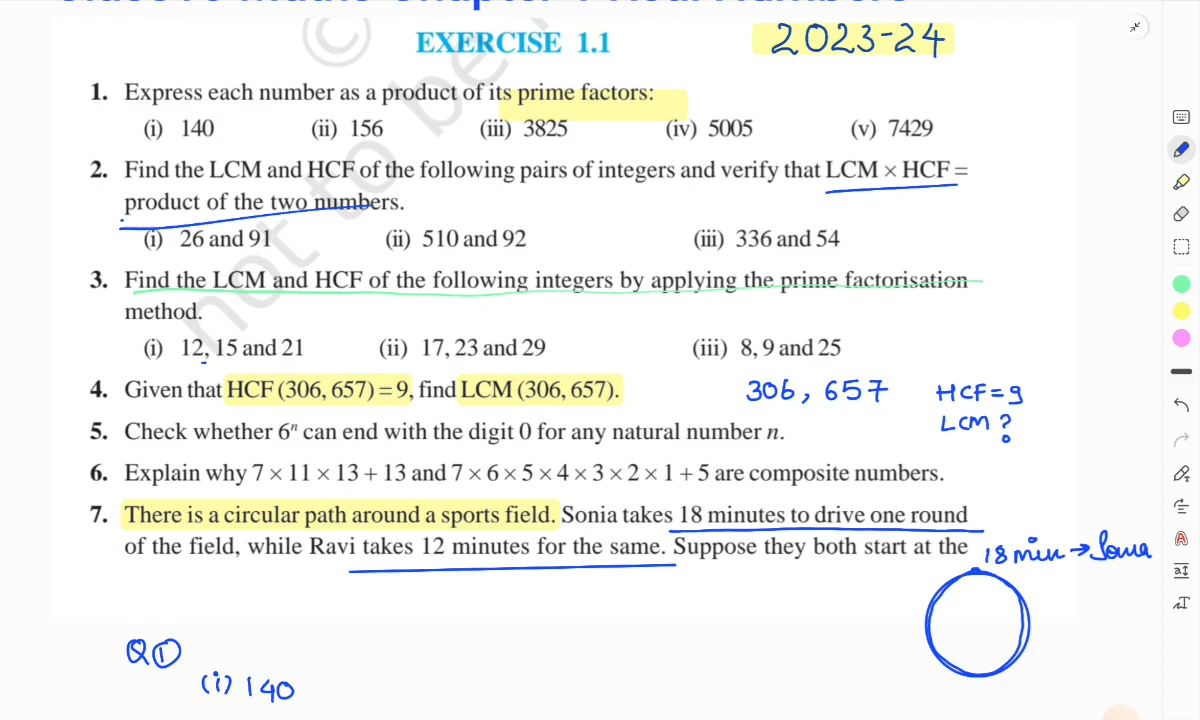 EXERCISE 1.1
2023-24
1. Express each number as a product of its prime factors:
(i) 140 (ii) 156 (iii) 3825 (iv) 5005 (v) 7429
2. Find the LCM and HCF of the following pairs of integers and verify that LCM × HCF =
product of the two numbers.
(i) 26 and 91 (ii) 510 and 92 (iii) 336 and 54
3. Find the LCM and HCF of the following integers by applying the prime factorisation
method.
(i) 12, 15 and 21 (ii) 17, 23 and 29 (iii) 8, 9 and 25
4. Given that HCF (306, 657) = 9, find LCM (306, 657).
306, 657 HCF = 9
LCM ?
5. Check whether 6ⁿ can end with the digit 0 for any natural number n.
6. Explain why 7 × 11 × 13 + 13 and 7 × 6 × 5 × 4 × 3 × 2 × 1 + 5 are composite numbers.
7. There is a circular path around a sports field. Sonia takes 18 minutes to drive one round
of the field, while Ravi takes 12 minutes for the same. Suppose they both start at the
18 min → Sonia
Q①
(i) 140
© not to be